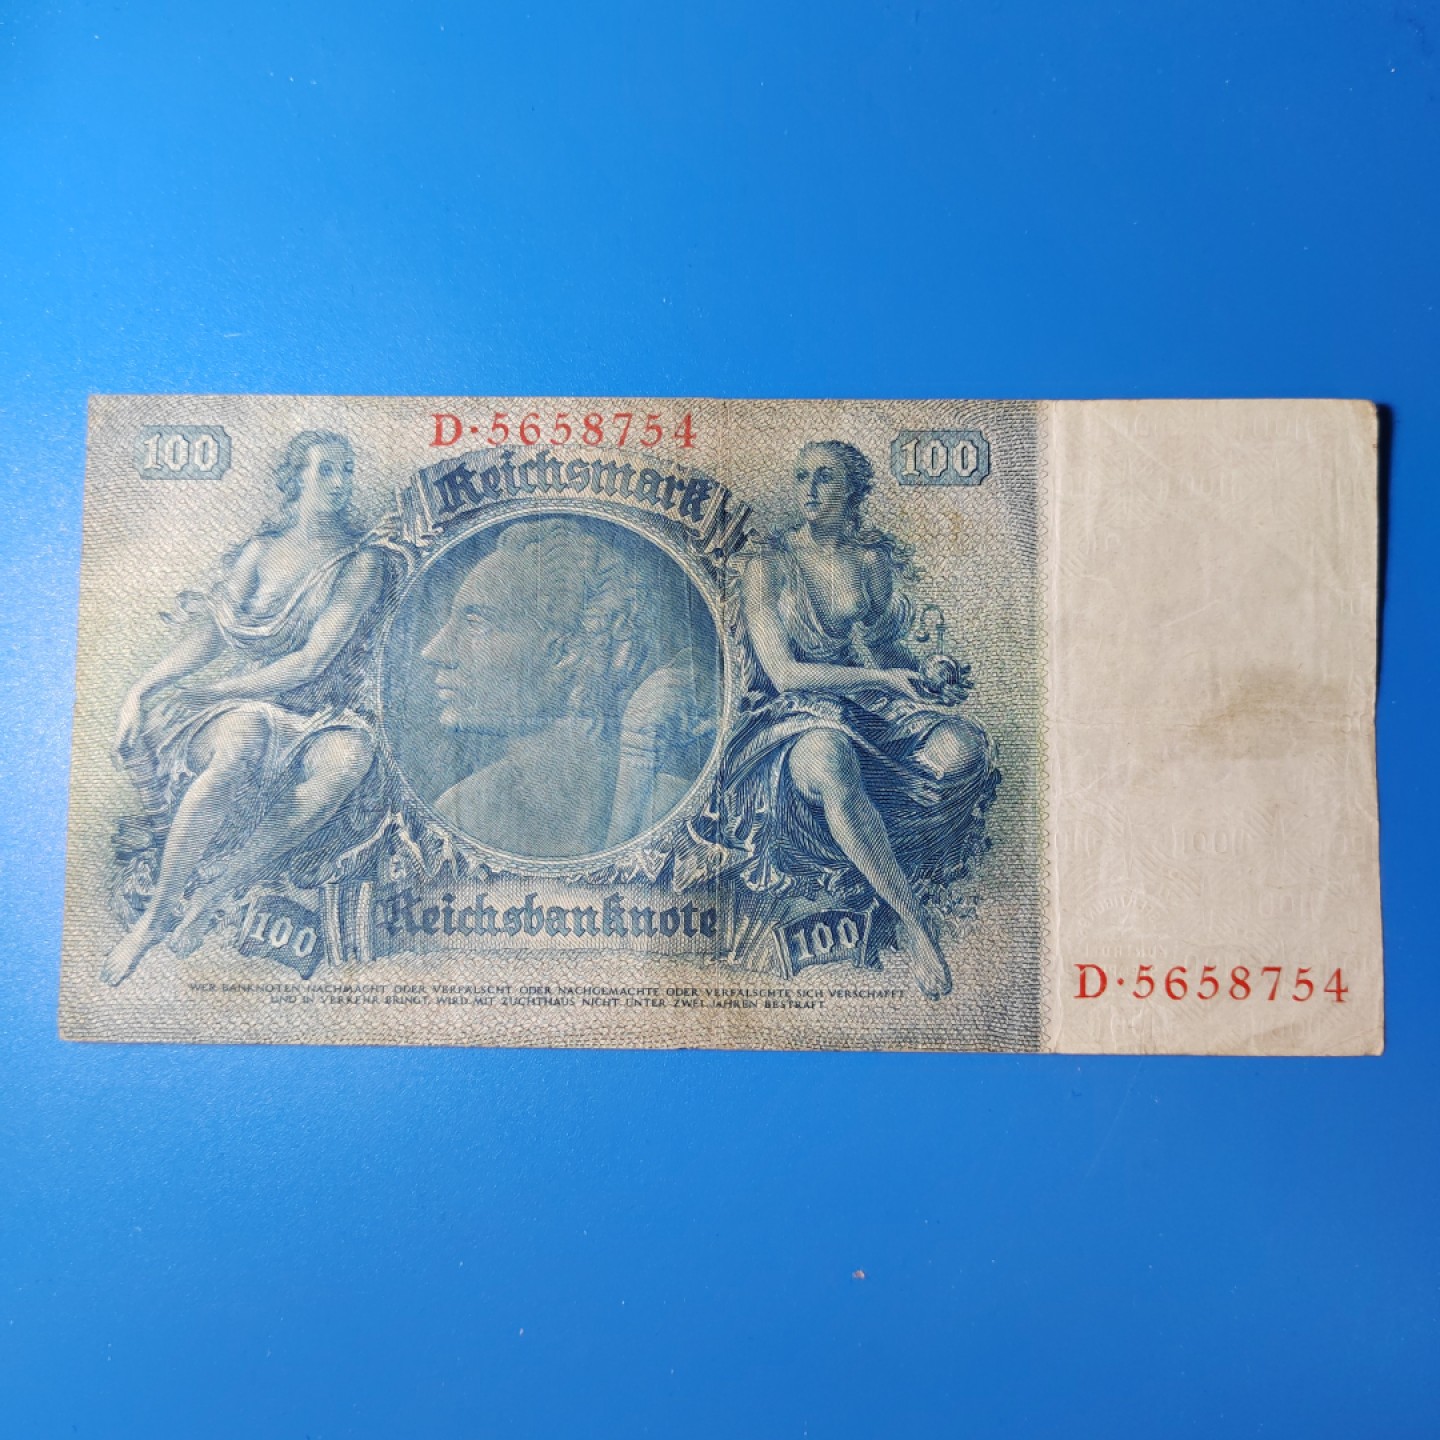 D·5658754
100
Reichsmark
100
Reichsbanknote
100
100
WER BANKNOTEN NACHMACHT ODER VERFÄLSCHT, ODER NACHGEMACHTE ODER VERFÄLSCHTE SICH VERSCHAFFT
UND IN VERKEHR BRINGT, WIRD MIT ZUCHTHAUS NICHT UNTER ZWEI JAHREN BESTRAFT
D·5658754